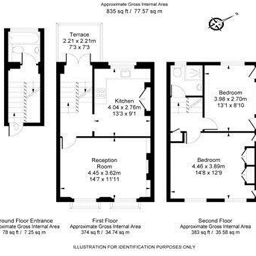 Approximate Gross Internal Area
835 sq ft / 77.57 sq m
Terrace
2.21 x 2.21m
7'3 x 7'3
Kitchen
4.04 x 2.76m
13'3 x 9'1
Bedroom
3.98 x 2.70m
13'1 x 8'10
Reception
Room
4.45 x 3.62m
14'7 x 11'11
Bedroom
4.46 x 3.89m
14'8 x 12'9
Ground Floor Entrance
Approximate Gross Internal Area
78 sq ft / 7.25 sq m
First Floor
Approximate Gross Internal Area
374 sq ft / 34.74 sq m
Second Floor
Approximate Gross Internal Area
383 sq ft / 35.58 sq m
ILLUSTRATION FOR IDENTIFICATION PURPOSES ONLY